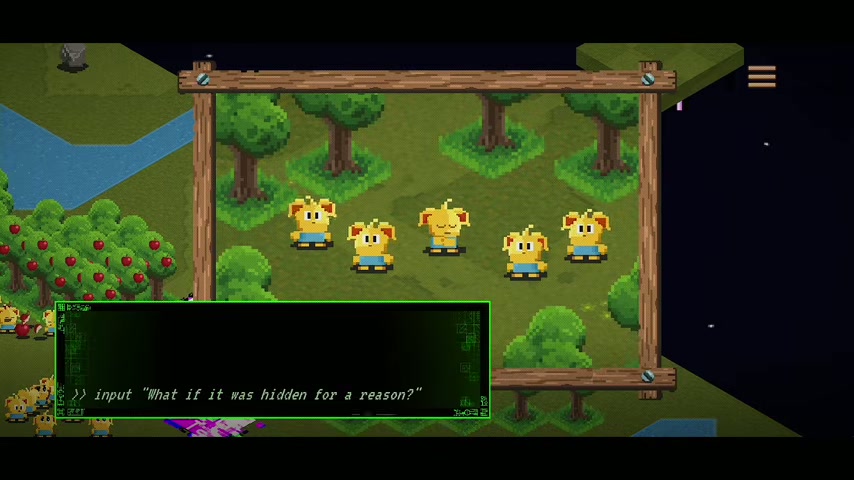 >> input "What if it was hidden for a reason?"